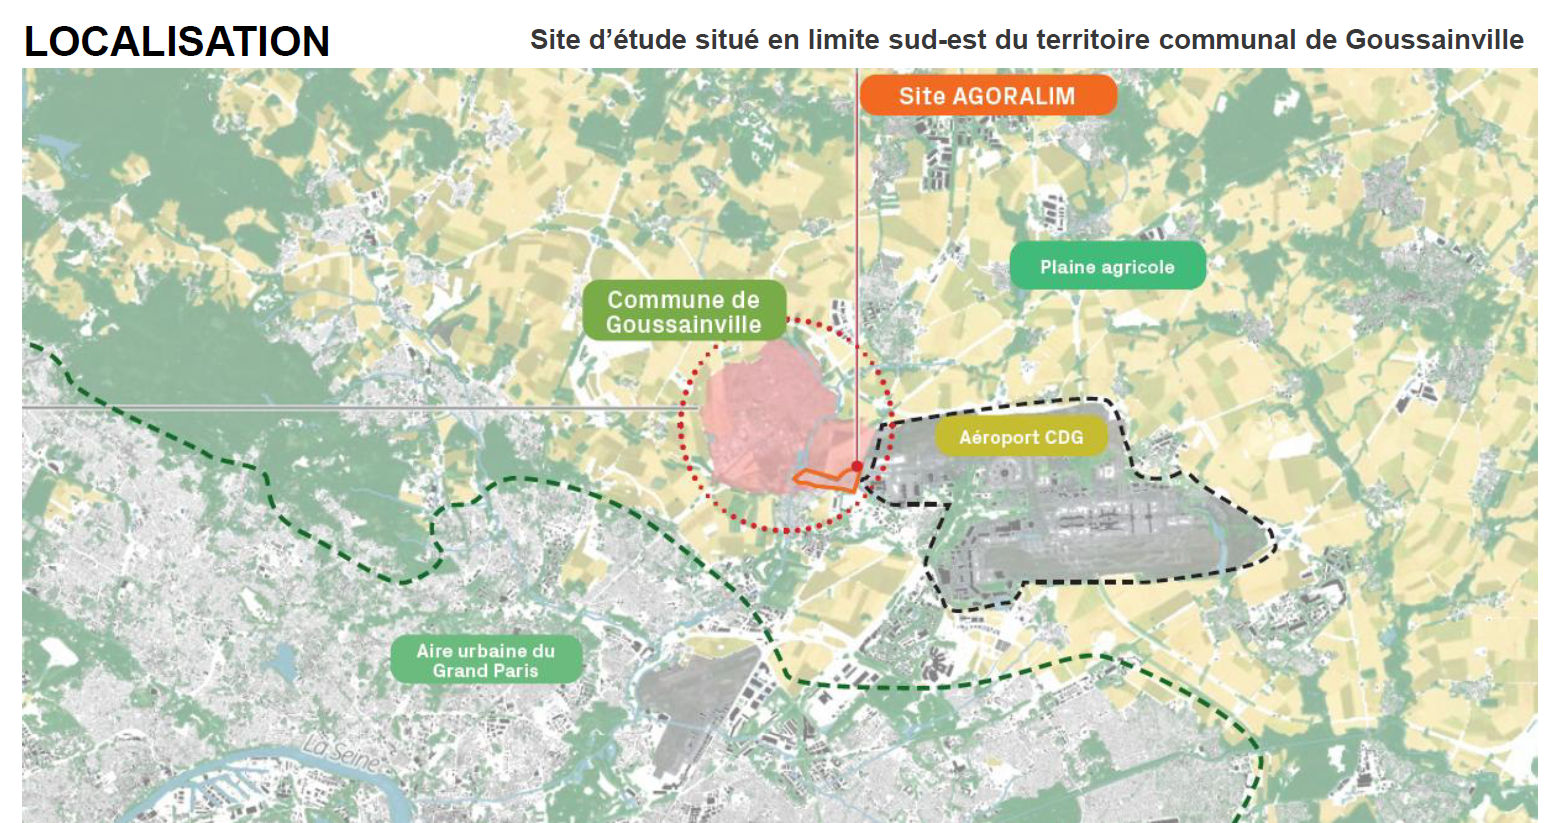 LOCALISATION
Site d’étude situé en limite sud-est du territoire communal de Goussainville
Site AGORALIM
Plaine agricole
Commune de
Goussainville
Aéroport CDG
Aire urbaine du
Grand Paris
La Seine